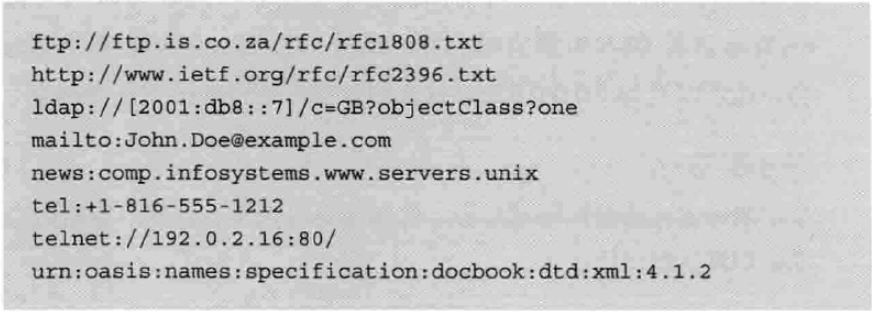 ftp://ftp.is.co.za/rfc/rfc1808.txt
http://www.ietf.org/rfc/rfc2396.txt
ldap://[2001:db8::7]/c=GB?objectClass?one
mailto:John.Doe@example.com
news:comp.infosystems.www.servers.unix
tel:+1-816-555-1212
telnet://192.0.2.16:80/
urn:oasis:names:specification:docbook:dtd:xml:4.1.2